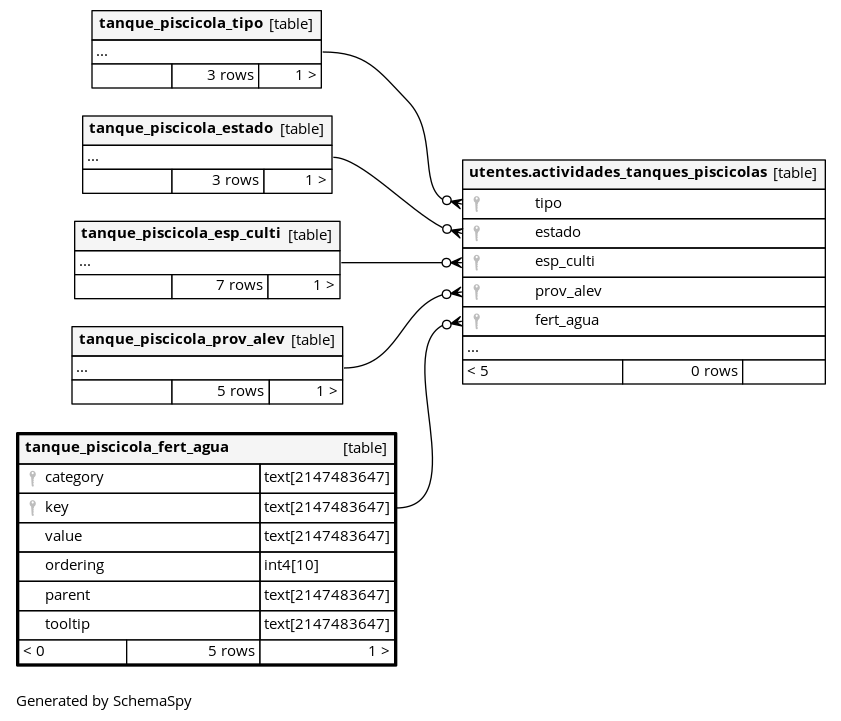 tanque_piscicola_tipo [table]
...
3 rows 1 >
tanque_piscicola_estado [table]
...
3 rows 1 >
tanque_piscicola_esp_culti [table]
...
7 rows 1 >
tanque_piscicola_prov_alev [table]
...
5 rows 1 >
tanque_piscicola_fert_agua [table]
category text[2147483647]
key text[2147483647]
value text[2147483647]
ordering int4[10]
parent text[2147483647]
tooltip text[2147483647]
< 0 5 rows 1 >
utentes.actividades_tanques_piscicolas [table]
tipo
estado
esp_culti
prov_alev
fert_agua
...
< 5 0 rows
Generated by SchemaSpy